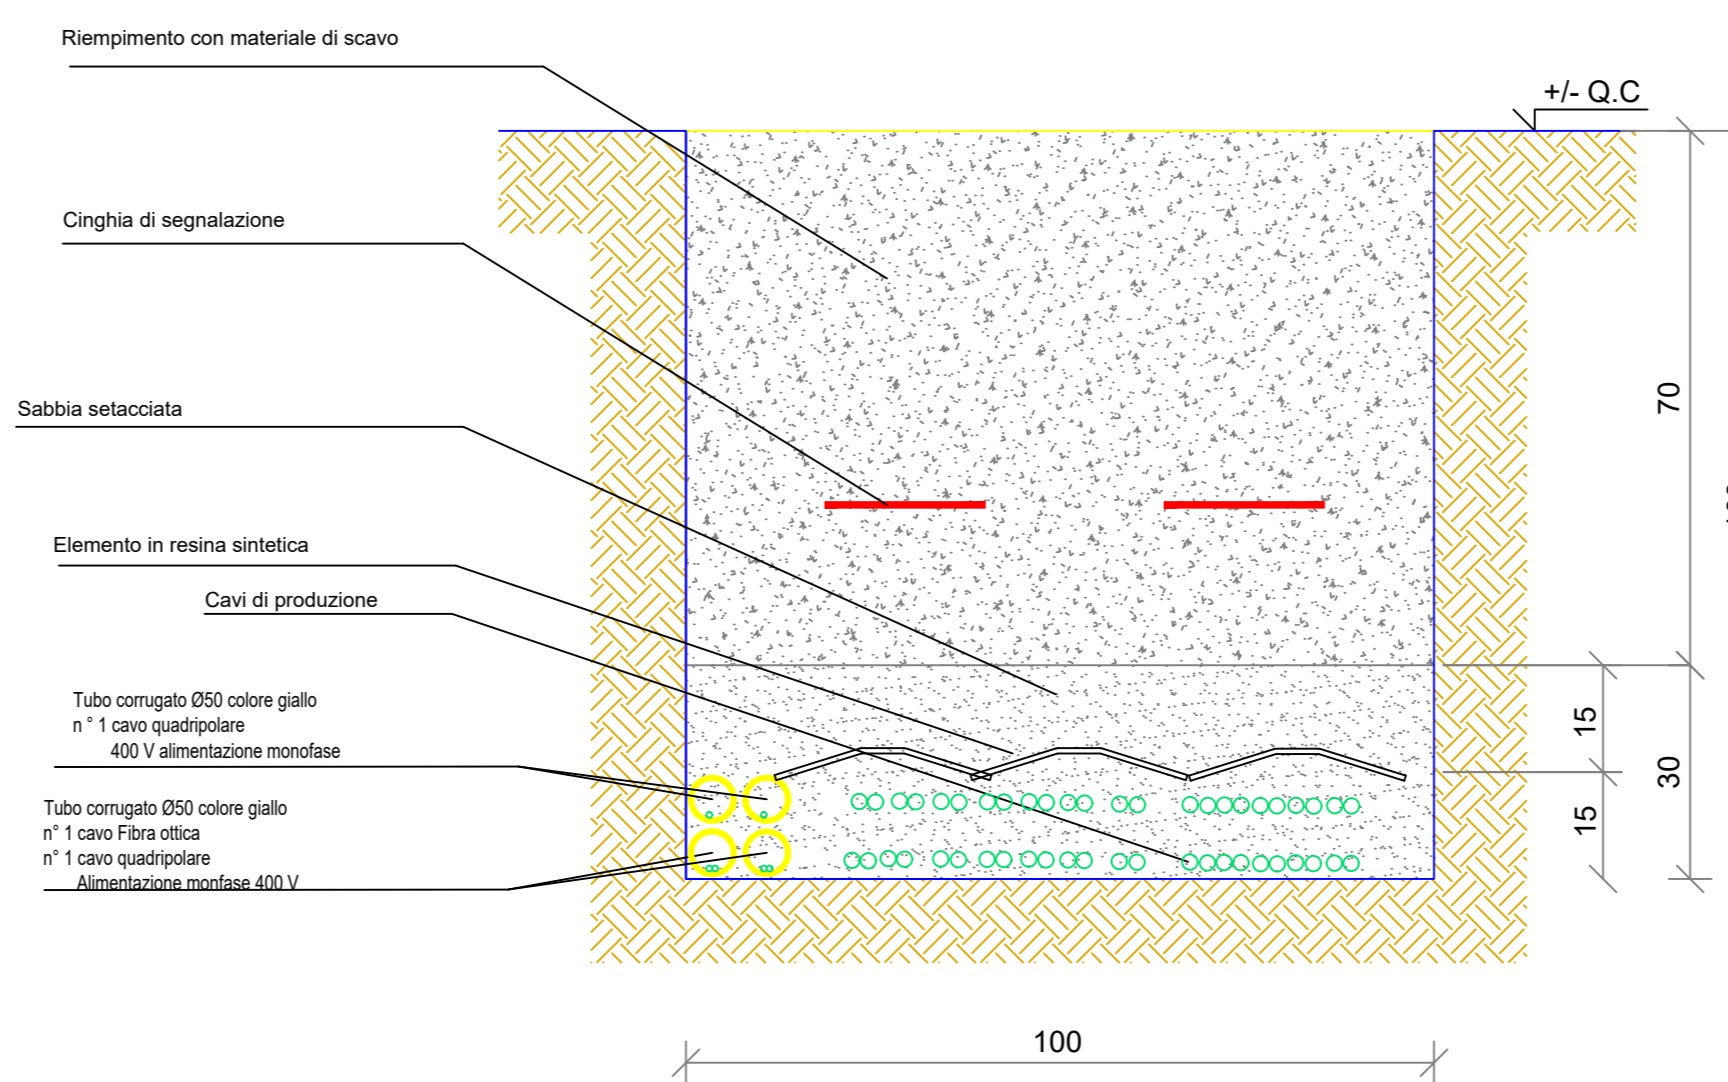 Riempimento con materiale di scavo
+/- Q.C
Cinghia di segnalazione
70
Sabbia setacciata
Elemento in resina sintetica
Cavi di produzione
Tubo corrugato Ø50 colore giallo
n ° 1 cavo quadripolare
400 V alimentazione monofase
15
30
15
Tubo corrugato Ø50 colore giallo
n° 1 cavo Fibra ottica
n° 1 cavo quadripolare
Alimentazione monfase 400 V
100